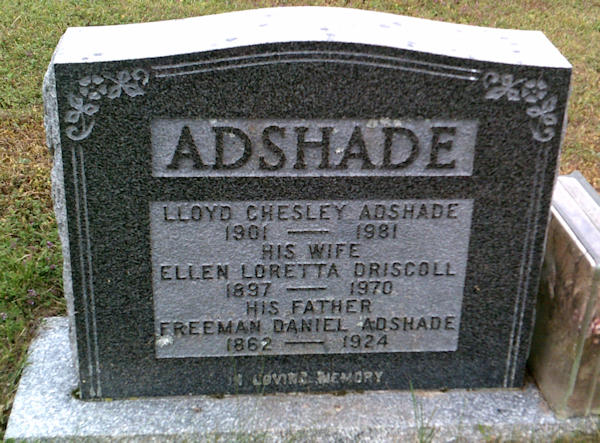 ADSHADE
LLOYD CHESLEY ADSHADE
1901 — 1981
HIS WIFE
ELLEN LORETTA DRISCOLL
1897 — 1970
HIS FATHER
FREEMAN DANIEL ADSHADE
1862 — 1924
IN LOVING MEMORY